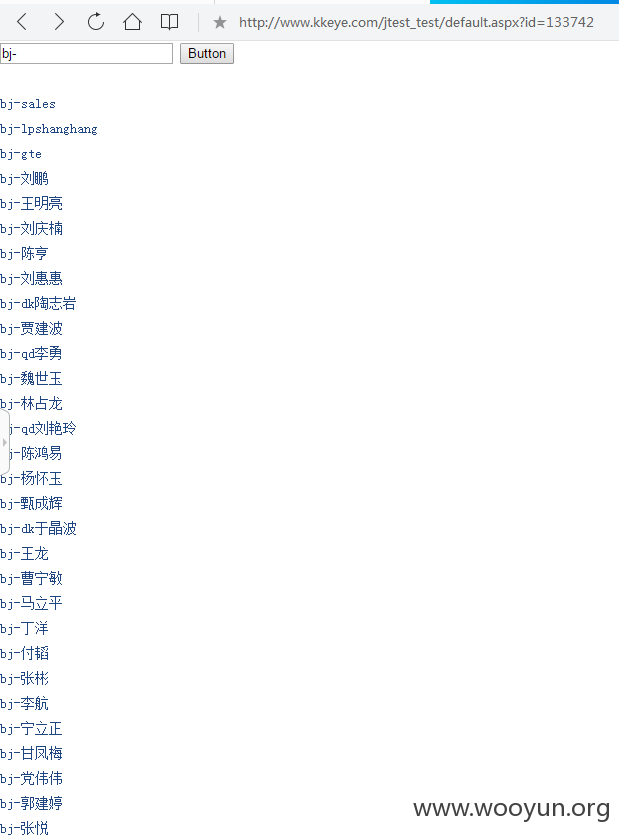 http://www.kkeye.com/jtest_test/default.aspx?id=133742
bj- Button
bj-sales
bj-lpshanghang
bj-gte
bj-刘鹏
bj-王明亮
bj-刘庆楠
bj-陈亨
bj-刘惠惠
bj-dk陶志岩
bj-贾建波
bj-qd李勇
bj-魏世玉
bj-林占龙
bj-qd刘艳玲
bj-陈鸿易
bj-杨怀玉
bj-甄成辉
bj-dk于晶波
bj-王龙
bj-曹宁敏
bj-马立平
bj-丁洋
bj-付韬
bj-张彬
bj-李航
bj-宁立正
bj-甘凤梅
bj-党伟伟
bj-郭建婷
bj-张悦
www.wooyun.org